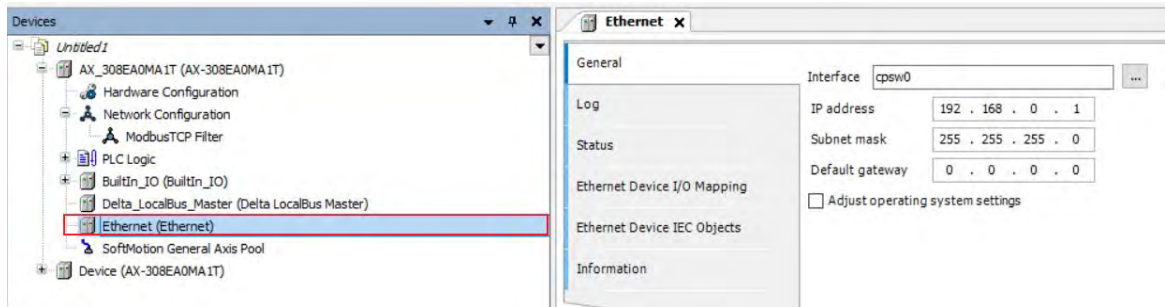 Devices
Untitled1
AX_308EA0MA1T (AX-308EA0MA1T)
Hardware Configuration
Network Configuration
ModbusTCP Filter
PLC Logic
BuiltIn_IO (BuiltIn_IO)
Delta_LocalBus_Master (Delta LocalBus Master)
Ethernet (Ethernet)
SoftMotion General Axis Pool
Device (AX-308EA0MA1T)
Ethernet X
General
Log
Status
Ethernet Device I/O Mapping
Ethernet Device IEC Objects
Information
Interface cpsw0 ...
IP address 192 . 168 . 0 . 1
Subnet mask 255 . 255 . 255 . 0
Default gateway 0 . 0 . 0 . 0
Adjust operating system settings